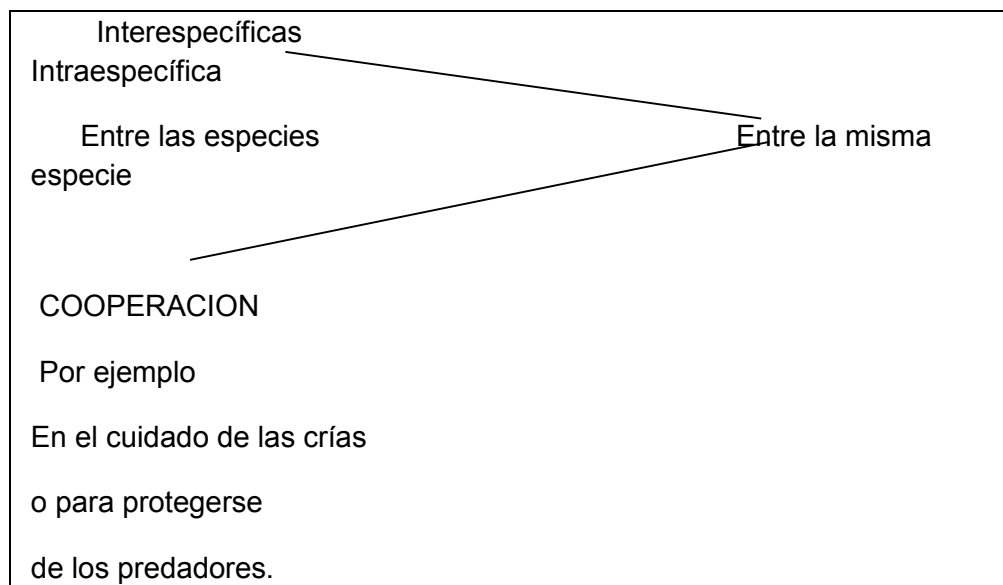 Interespecíficas
Intraespecífica
Entre las especies Entre la misma
especie
COOPERACION
Por ejemplo
En el cuidado de las crías
o para protegerse
de los predadores.